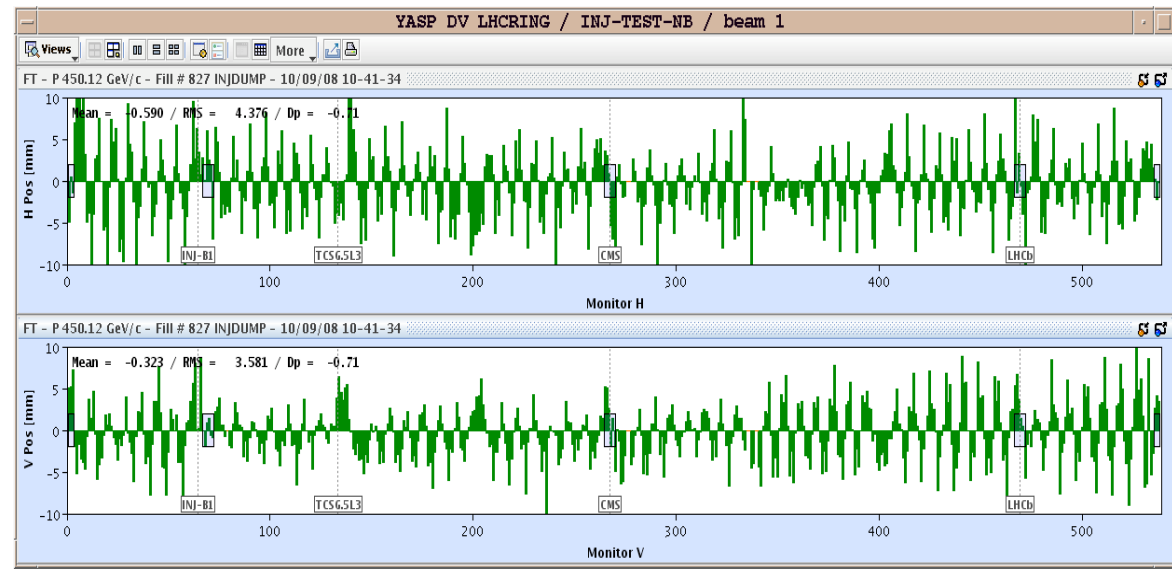 YASP DV LHCRING / INJ-TEST-NB / beam 1
Views More
FT - P 450.12 GeV/c - Fill # 827 INJDUMP - 10/09/08 10-41-34
Mean = -0.590 / RMS = 4.376 / Dp = -0.71
H Pos [mm]
10
5
0
-5
-10
INJ-B1 TCSG.5L3 CMS LHCb
0 100 200 300 400 500
Monitor H
FT - P 450.12 GeV/c - Fill # 827 INJDUMP - 10/09/08 10-41-34
Mean = -0.323 / RMS = 3.581 / Dp = -0.71
V Pos [mm]
10
5
0
-5
-10
INJ-B1 TCSG.5L3 CMS LHCb
0 100 200 300 400 500
Monitor V